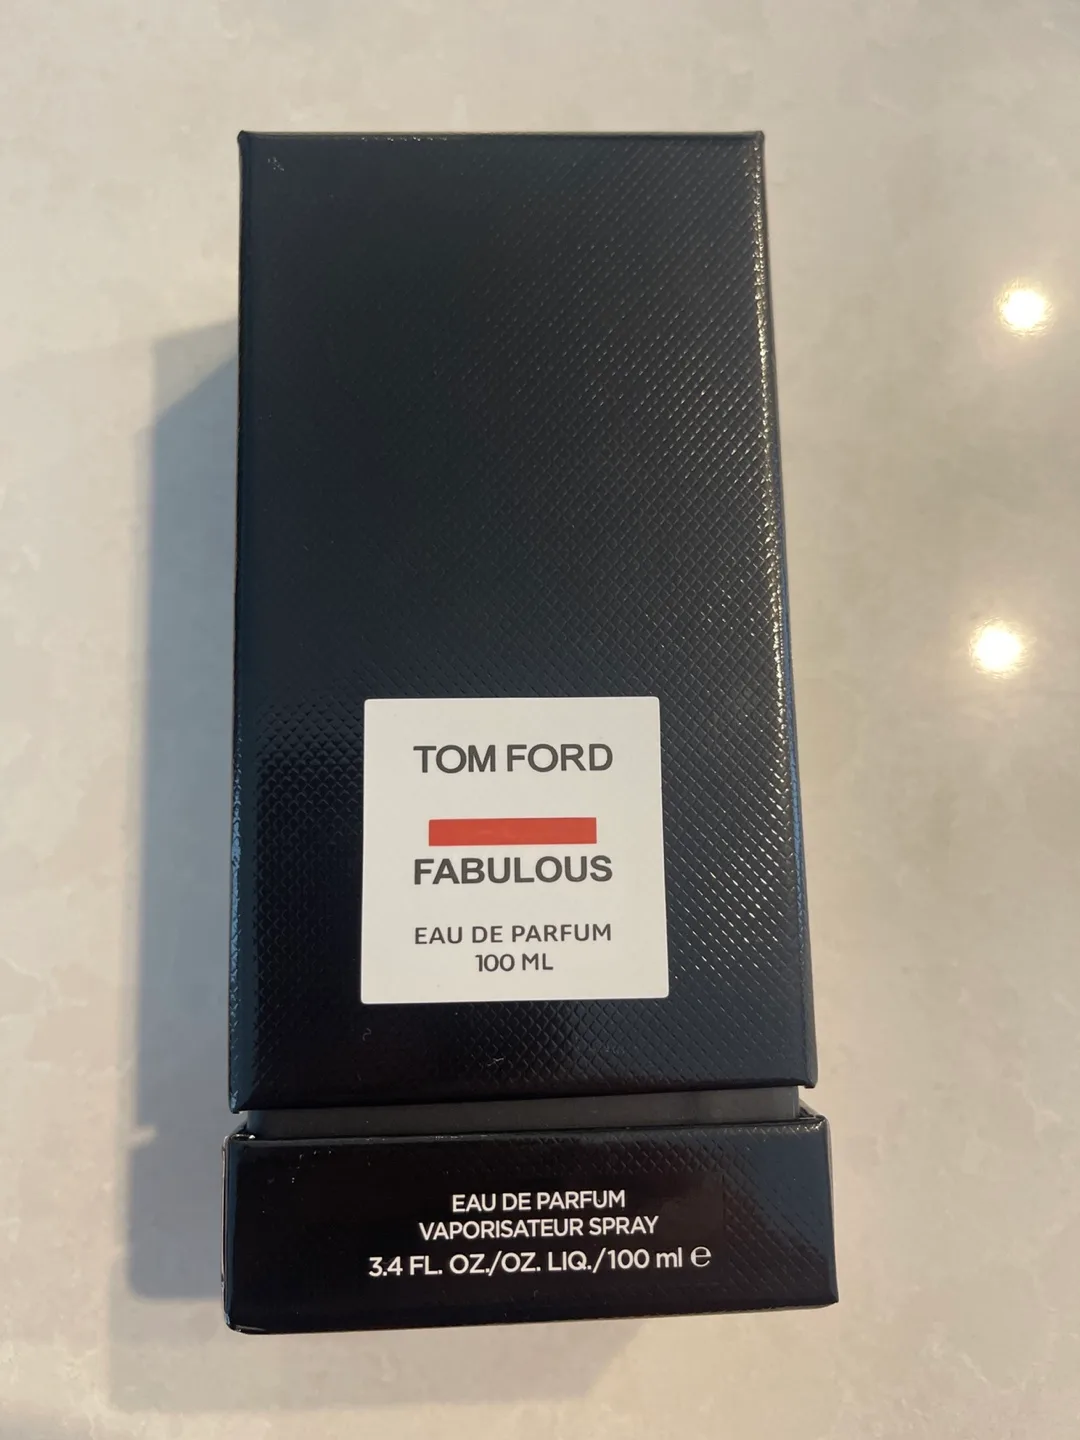 TOM FORD
FABULOUS
EAU DE PARFUM
100 ML
EAU DE PARFUM
VAPORISATEUR SPRAY
3.4 FL. OZ./OZ. LIQ./100 ml ℮